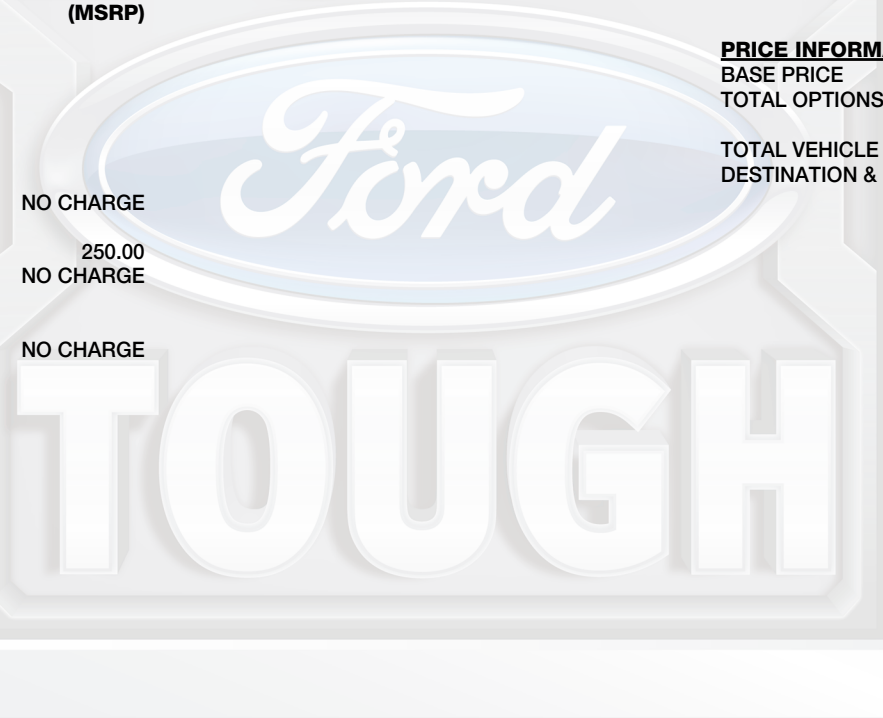 (MSRP)
NO CHARGE
250.00
NO CHARGE
NO CHARGE
PRICE INFORM
BASE PRICE
TOTAL OPTIONS
TOTAL VEHICLE
DESTINATION &
Ford
TOUGH